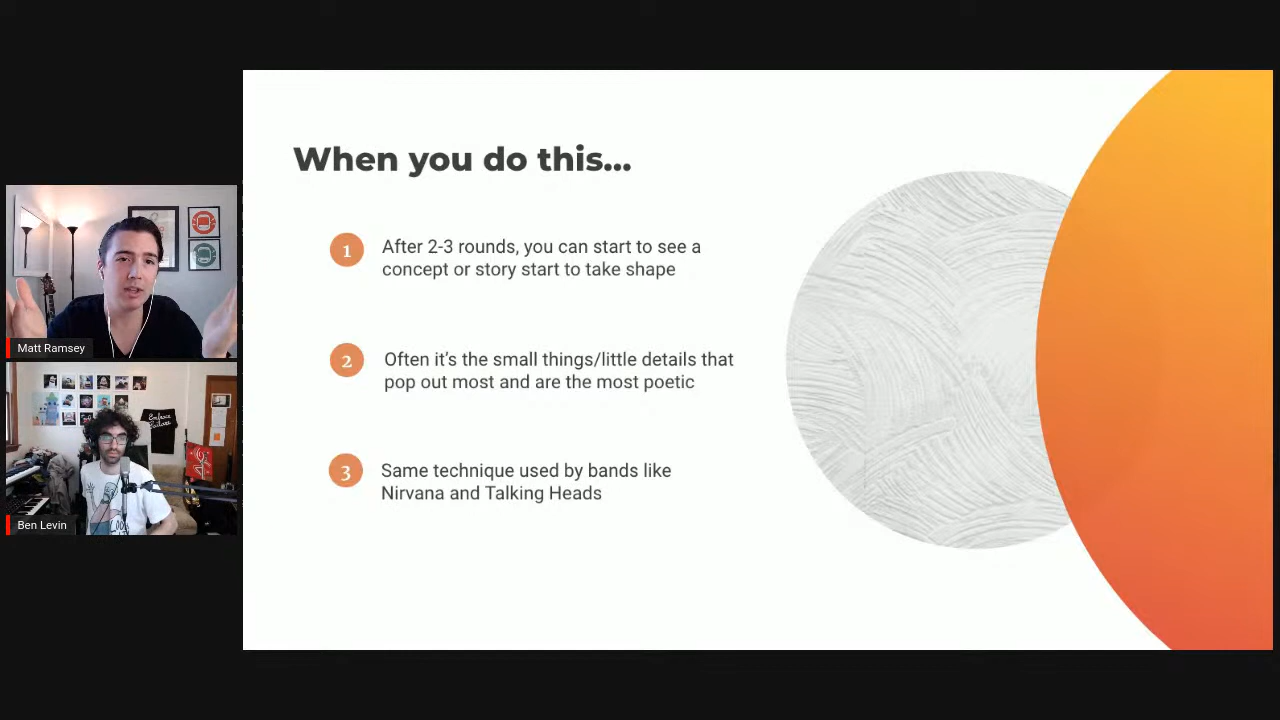 When you do this...
1
After 2-3 rounds, you can start to see a
concept or story start to take shape
2
Often it's the small things/little details that
pop out most and are the most poetic
3
Same technique used by bands like
Nirvana and Talking Heads
Matt Ramsey
Embrace
Failure
Ben Levin